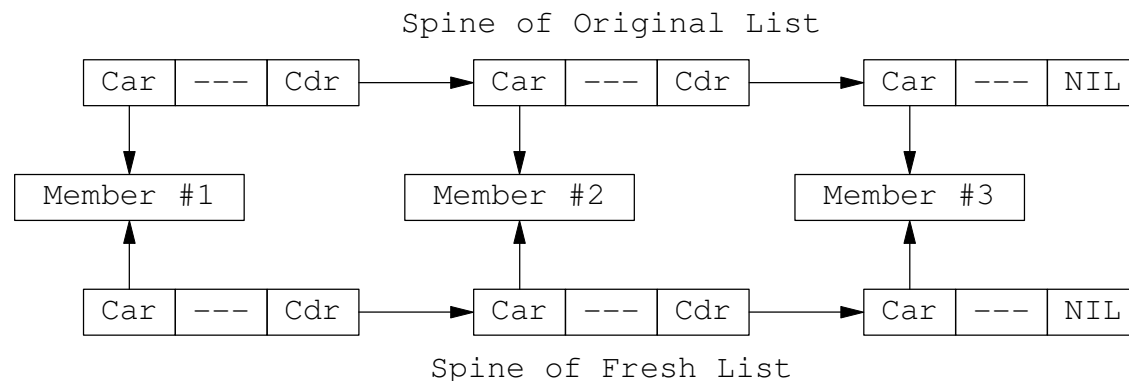 Spine of Original List
Car --- Cdr Car --- Cdr Car --- NIL
Member #1 Member #2 Member #3
Car --- Cdr Car --- Cdr Car --- NIL
Spine of Fresh List